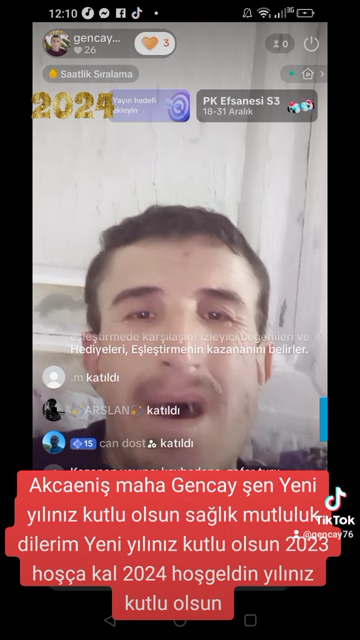 12:10
3G
gencay...
26
3
0
Saatlik Sıralama
2024
Yayın hedefi
ekleyin
PK Efsanesi S3
18-31 Aralık
eşleştirmede karşılaşın! İzleyici beğenileri ve
Hediyeleri, Eşleştirmenin kazananını belirler.
.m katıldı
ARSLAN katıldı
15 can dost katıldı
Akcaeniş maha Gencay şen Yeni
yılınız kutlu olsun sağlık mutluluk
dilerim Yeni yılınız kutlu olsun 2023
hoşça kal 2024 hoşgeldin yılınız
kutlu olsun
TikTok
@gencay76